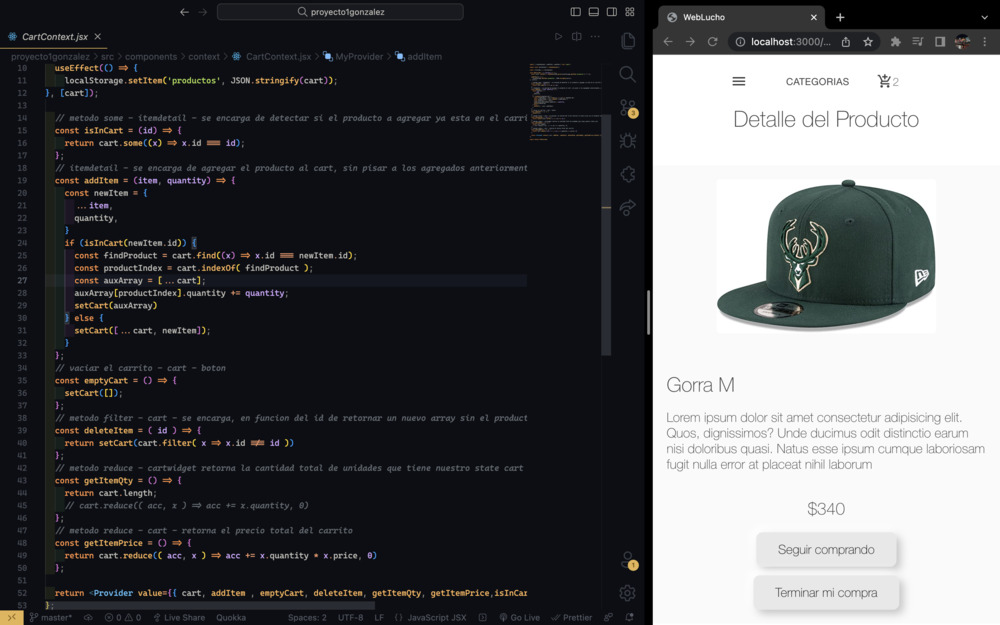 proyecto1gonzalez
CartContext.jsx
proyecto1gonzalez > src > components > context > CartContext.jsx > MyProvider > addItem
10 useEffect(() => {
11 localStorage.setItem('productos', JSON.stringify(cart));
12 }, [cart]);
13
14 // metodo some - itemdetail - se encarga de detectar si el producto a agregar ya esta en el carri
15 const isInCart = (id) => {
16 return cart.some((x) => x.id === id);
17 };
18 // itemdetail - se encarga de agregar el producto al cart, sin pisar a los agregados anteriorment
19 const addItem = (item, quantity) => {
20 const newItem = {
21 ...item,
22 quantity,
23 }
24 if (isInCart(newItem.id)) {
25 const findProduct = cart.find((x) => x.id === newItem.id);
26 const productIndex = cart.indexOf( findProduct );
27 const auxArray = [...cart];
28 auxArray[productIndex].quantity += quantity;
29 setCart(auxArray)
30 } else {
31 setCart([...cart, newItem]);
32 }
33 };
34 // vaciar el carrito - cart - boton
35 const emptyCart = () => {
36 setCart([]);
37 };
38 // metodo filter - cart - se encarga, en funcion del id de retornar un nuevo array sin el product
39 const deleteItem = ( id ) => {
40 return setCart(cart.filter( x => x.id !== id ))
41 };
42 // metodo reduce - cartwidget retorna la cantidad total de unidades que tiene nuestro state cart
43 const getItemQty = () => {
44 return cart.length;
45 // cart.reduce(( acc, x ) => acc += x.quantity, 0)
46 };
47 // metodo reduce - cart - retorna el precio total del carrito
48 const getItemPrice = () => {
49 return cart.reduce(( acc, x ) => acc += x.quantity * x.price, 0)
50 };
51
52 return <Provider value={{ cart, addItem , emptyCart, deleteItem, getItemQty, getItemPrice,isInCar
53 };
3
1
master* 0 0 Live Share Quokka Spaces: 2 UTF-8 LF {} JavaScript JSX Go Live Prettier
WebLucho
localhost:3000/...
CATEGORIAS 2
Detalle del Producto
Gorra M
Lorem ipsum dolor sit amet consectetur adipisicing elit.
Quos, dignissimos? Unde ducimus odit distinctio earum
nisi doloribus quasi. Natus esse ipsum cumque laboriosam
fugit nulla error at placeat nihil laborum
$340
Seguir comprando
Terminar mi compra